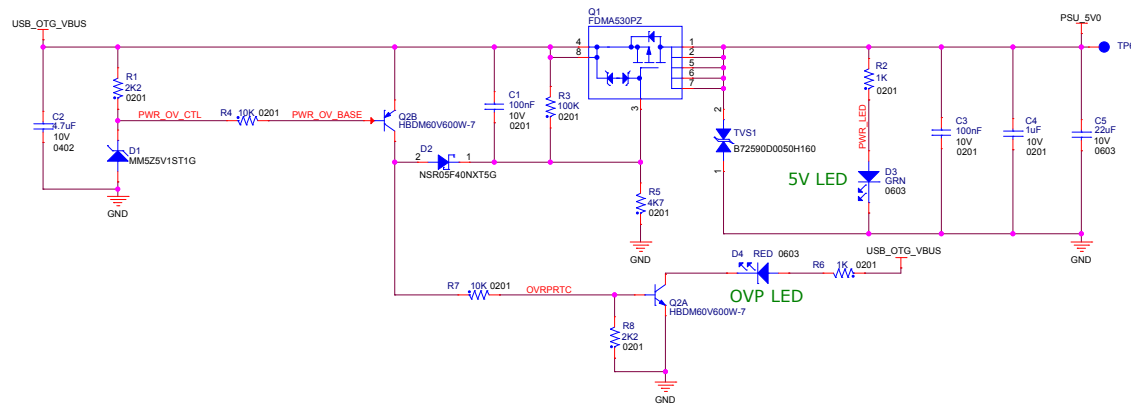 USB_OTG_VBUS
Q1
FDMA530PZ
PSU_5V0
TP6
4
8
1
2
5
6
7
3
R1
2K2
0201
C2
4.7uF
10V
0402
PWR_OV_CTL
R4 10K 0201
PWR_OV_BASE
Q2B
HBDM60V600W-7
C1
100nF
10V
0201
R3
100K
0201
R2
1K
0201
PWR_LED
D1
MM5Z5V1ST1G
GND
2 D2 1
NSR05F40NXT5G
2
TVS1
B72590D0050H160
1
5V LED
D3
GRN
0603
C3
100nF
10V
0201
C4
1uF
10V
0201
C5
22uF
10V
0603
R5
4K7
0201
GND
GND
D4 RED 0603
USB_OTG_VBUS
R6 1K 0201
OVP LED
R7 10K 0201
OVRPRTC
Q2A
HBDM60V600W-7
R8
2K2
0201
GND